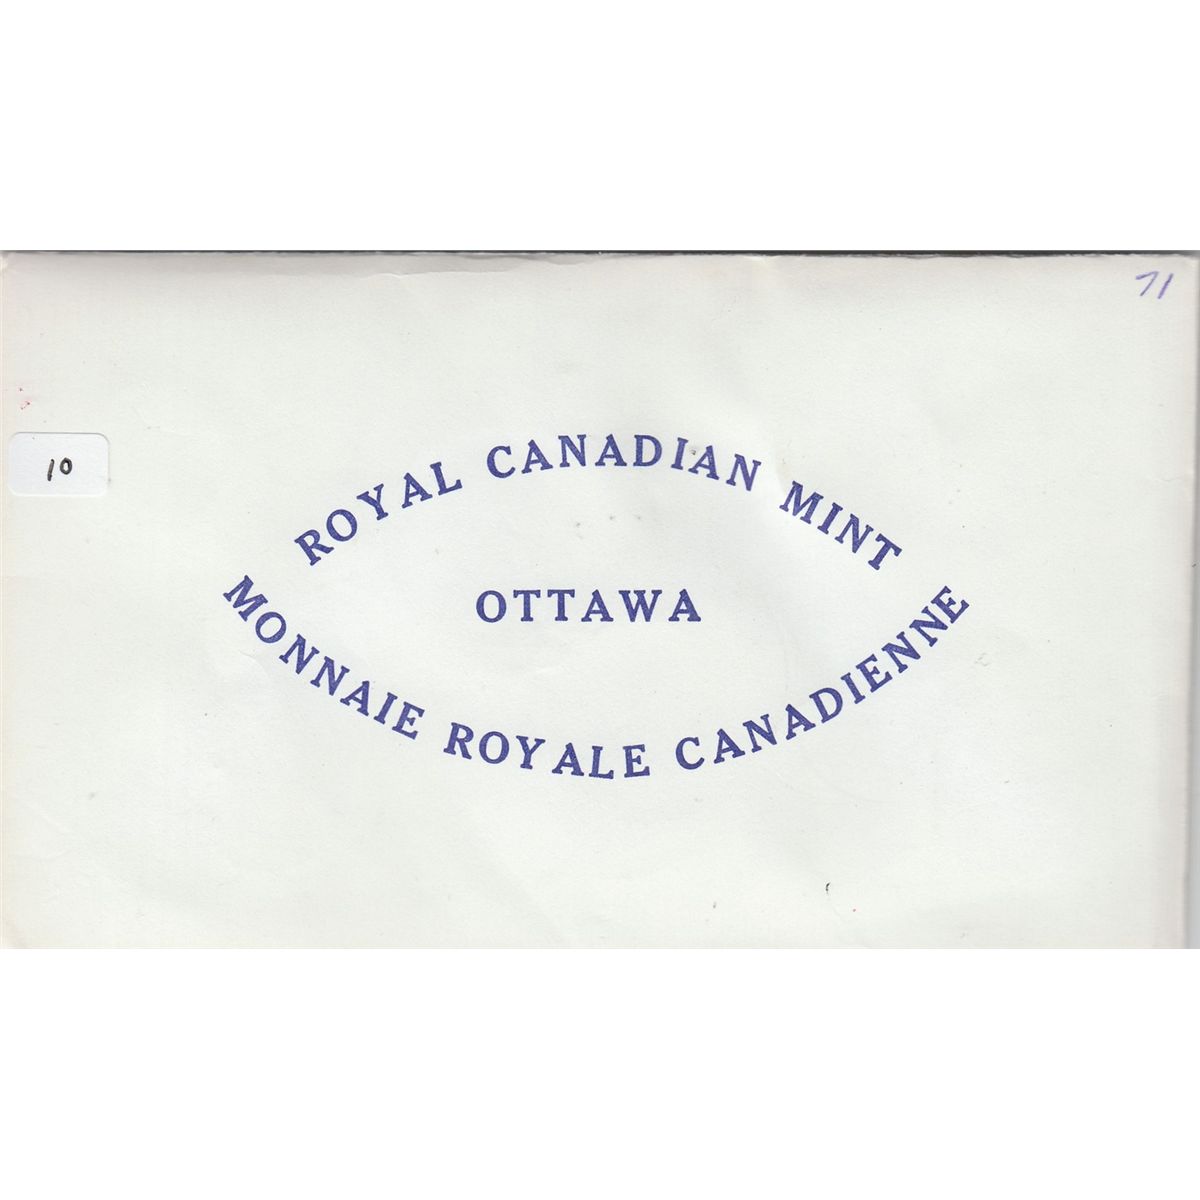 71
10
ROYAL CANADIAN MINT
OTTAWA
MONNAIE ROYALE CANADIENNE